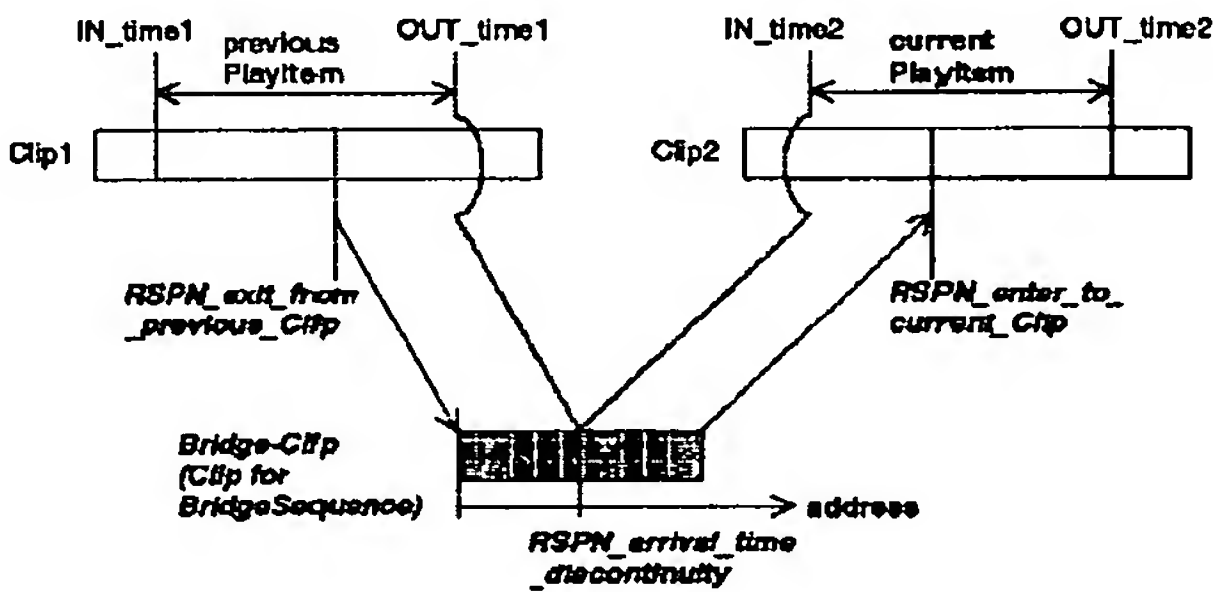 IN_time1
previous
PlayItem
OUT_time1
IN_time2
current
PlayItem
OUT_time2
Clip1
Clip2
RSPN_exit_from
_previous_Clip
RSPN_enter_to_
current_Clip
Bridge-Clip
(Clip for
BridgeSequence)
address
RSPN_arrival_time
_discontinuity